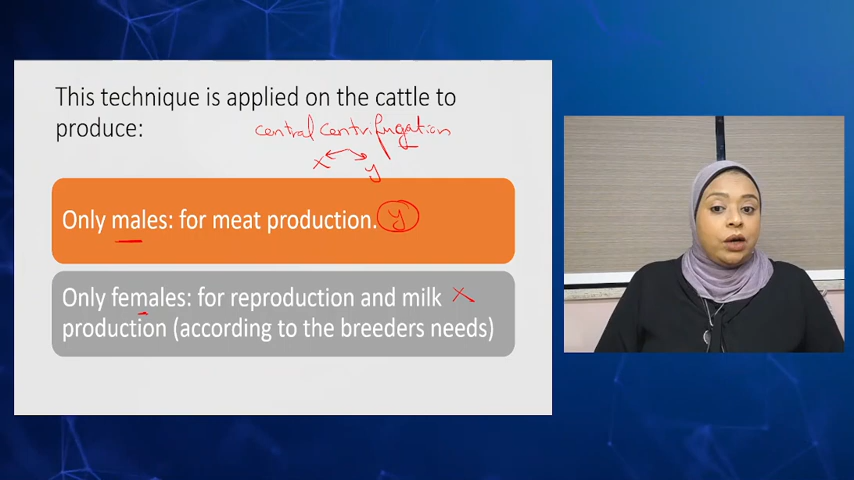 This technique is applied on the cattle to
produce:
central centrifugation
x y
Only males: for meat production. y
Only females: for reproduction and milk x
production (according to the breeders needs)